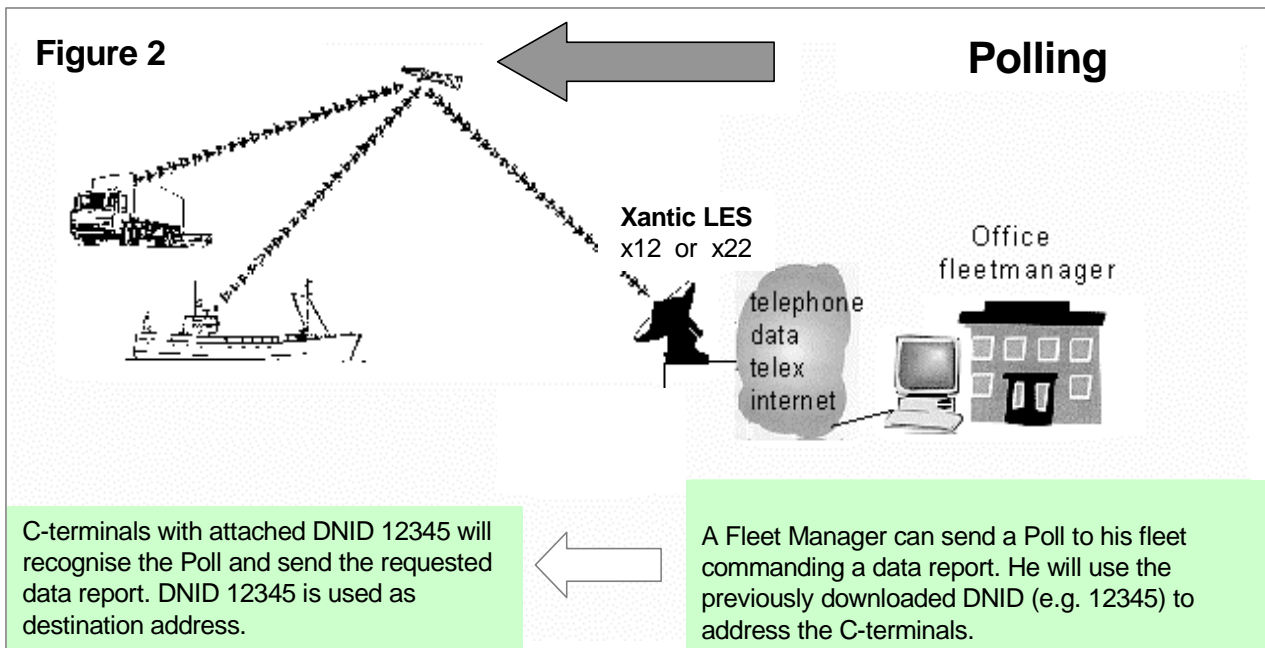 Figure 2
Polling
Xantic LES
x12 or x22
Office
fleetmanager
telephone
data
telex
internet
C-terminals with attached DNID 12345 will
recognise the Poll and send the requested
data report. DNID 12345 is used as
destination address.
A Fleet Manager can send a Poll to his fleet
commanding a data report. He will use the
previously downloaded DNID (e.g. 12345) to
address the C-terminals.